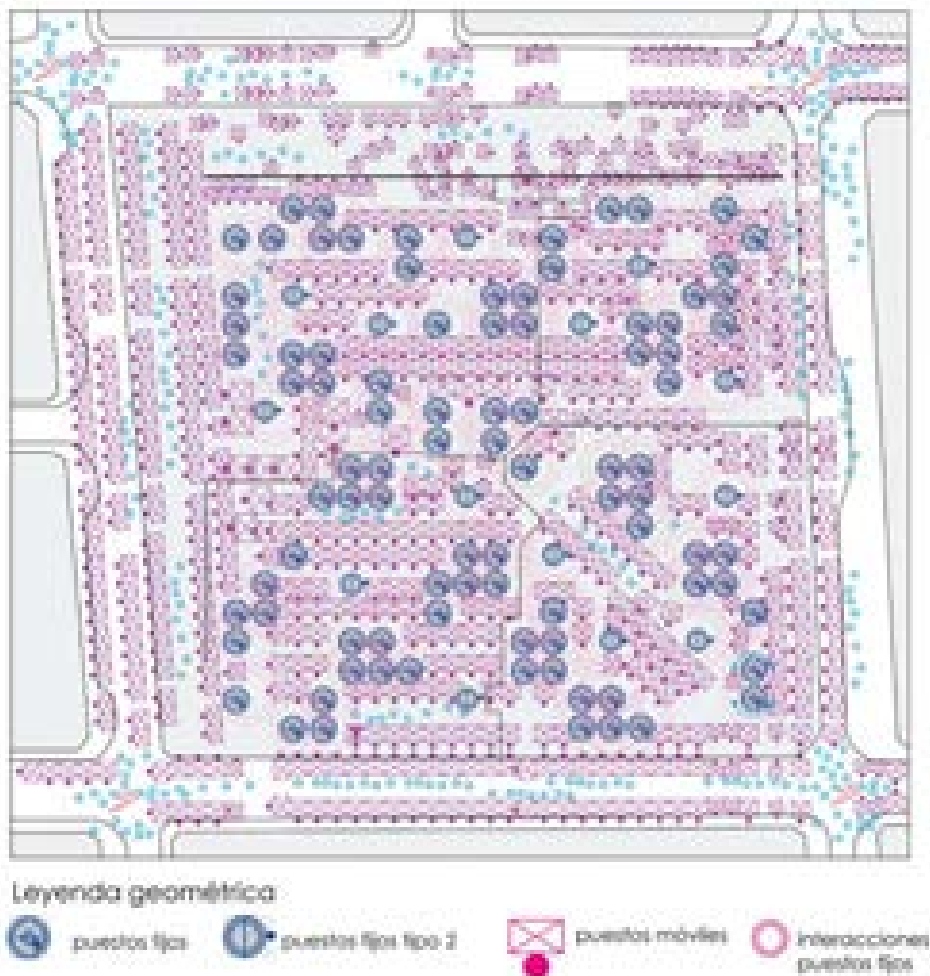 Leyenda geométrica
puestos fijos
puestos fijos tipo 2
puestos móviles
interacciones
puestos fijos